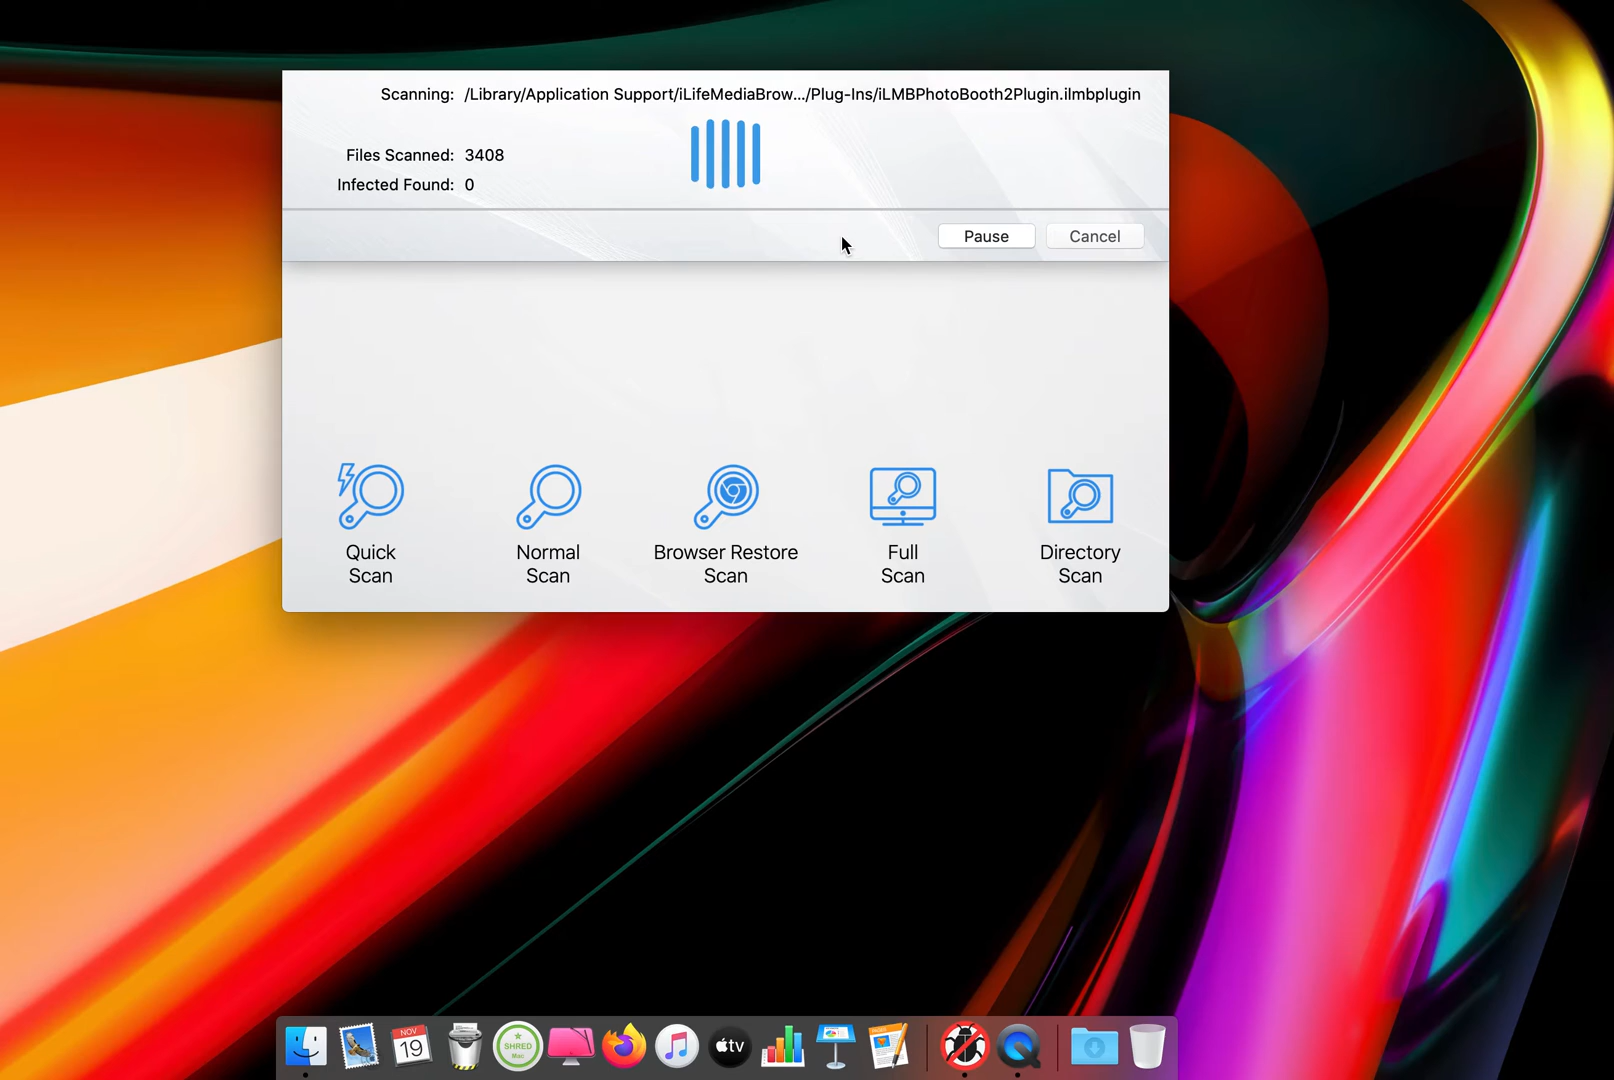 Scanning: /Library/Application Support/iLifeMediaBrow.../Plug-Ins/iLMBPhotoBooth2Plugin.ilmbplugin
Files Scanned: 3408
Infected Found: 0
Pause
Cancel
Quick
Scan
Normal
Scan
Browser Restore
Scan
Full
Scan
Directory
Scan
NOV
19
SHRED
Mac
tv
PAGES